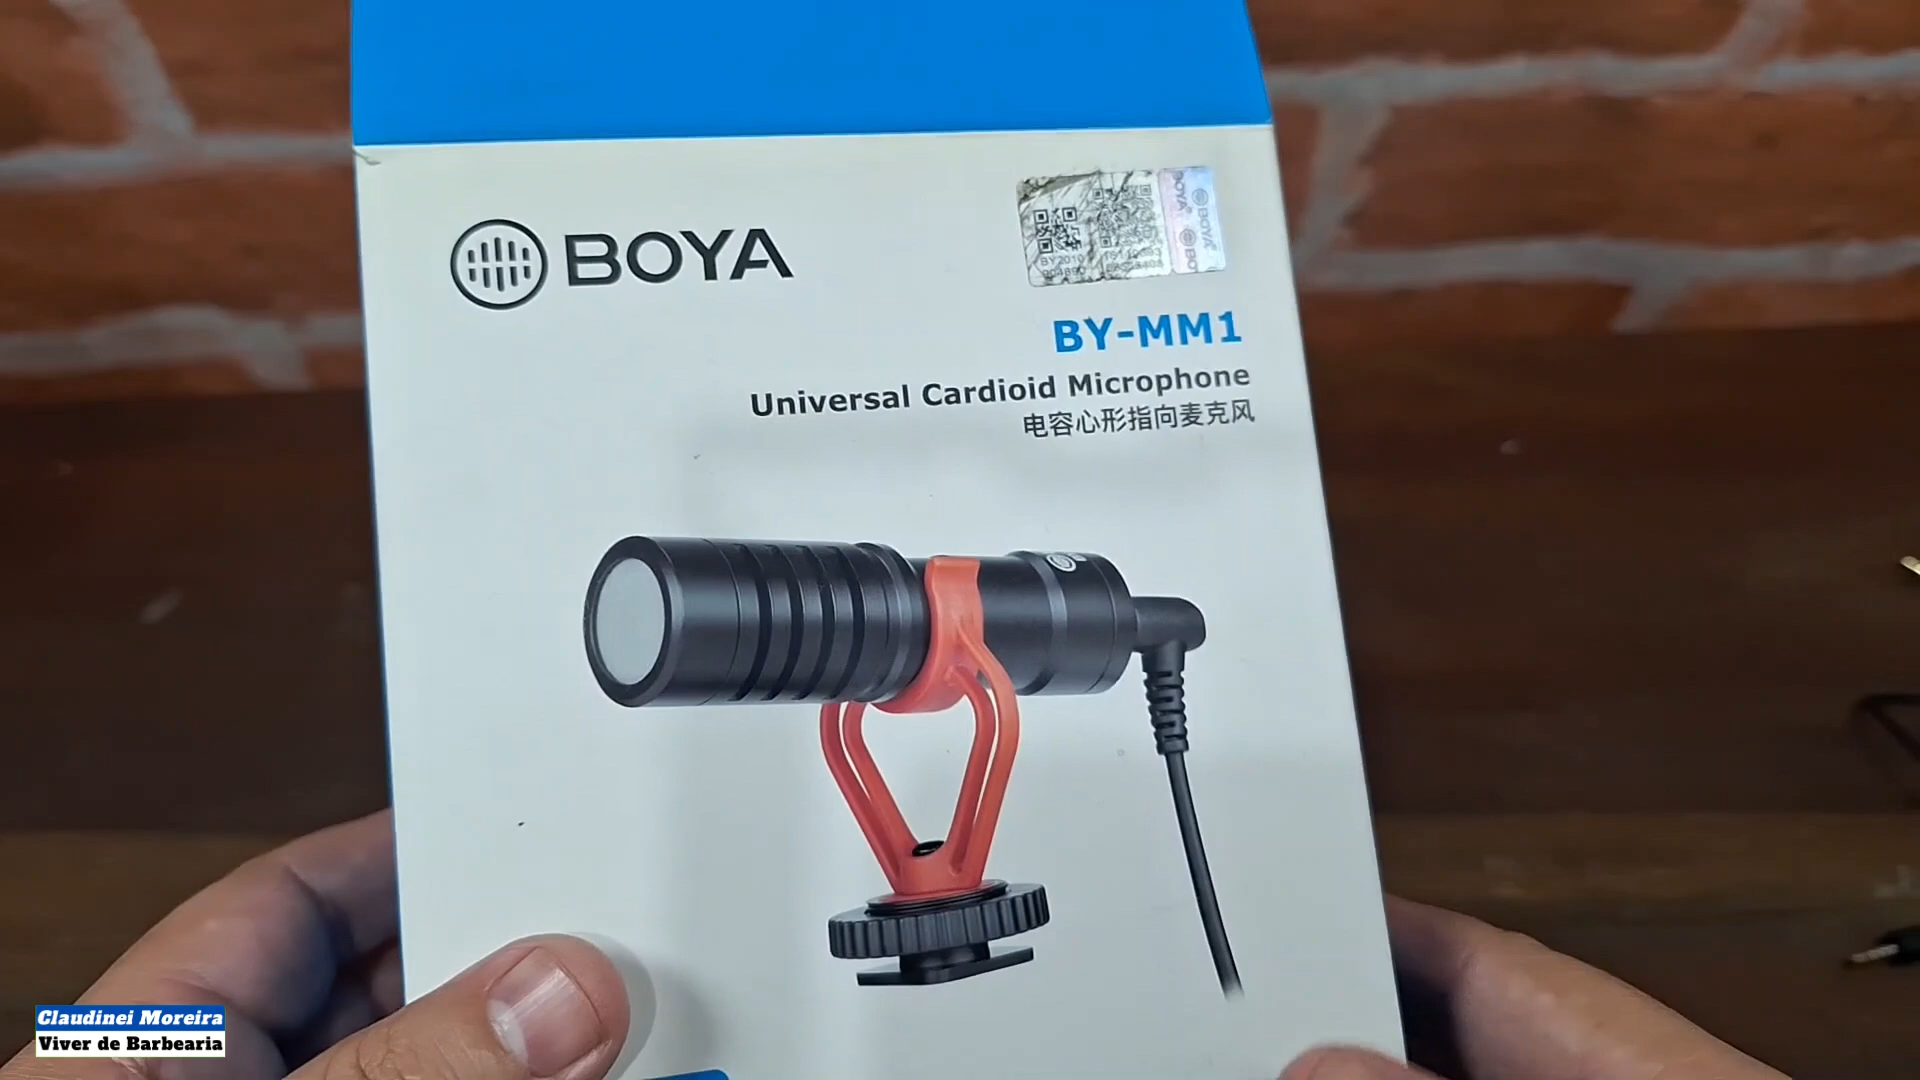 BOYA
BY-MM1
Universal Cardioid Microphone
电容心形指向麦克风
BY2010
Claudinei Moreira
Viver de Barbearia